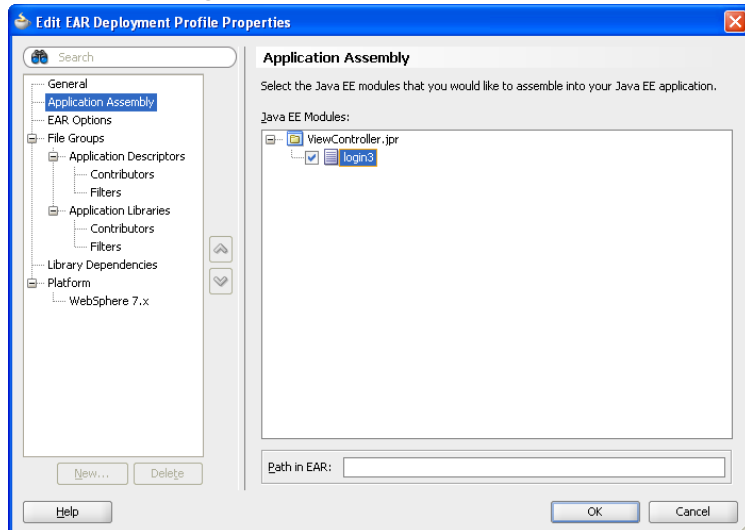 Edit EAR Deployment Profile Properties
Search
General
Application Assembly
EAR Options
File Groups
Application Descriptors
Contributors
Filters
Application Libraries
Contributors
Filters
Library Dependencies
Platform
WebSphere 7.x
New...
Delete
Application Assembly
Select the Java EE modules that you would like to assemble into your Java EE application.
Java EE Modules:
ViewController.jpr
login3
Path in EAR:
Help
OK
Cancel